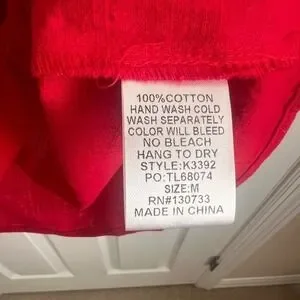 100%COTTON
HAND WASH COLD
WASH SEPARATELY
COLOR WILL BLEED
NO BLEACH
HANG TO DRY
STYLE:K3392
PO:TL68074
SIZE:M
RN#130733
MADE IN CHINA